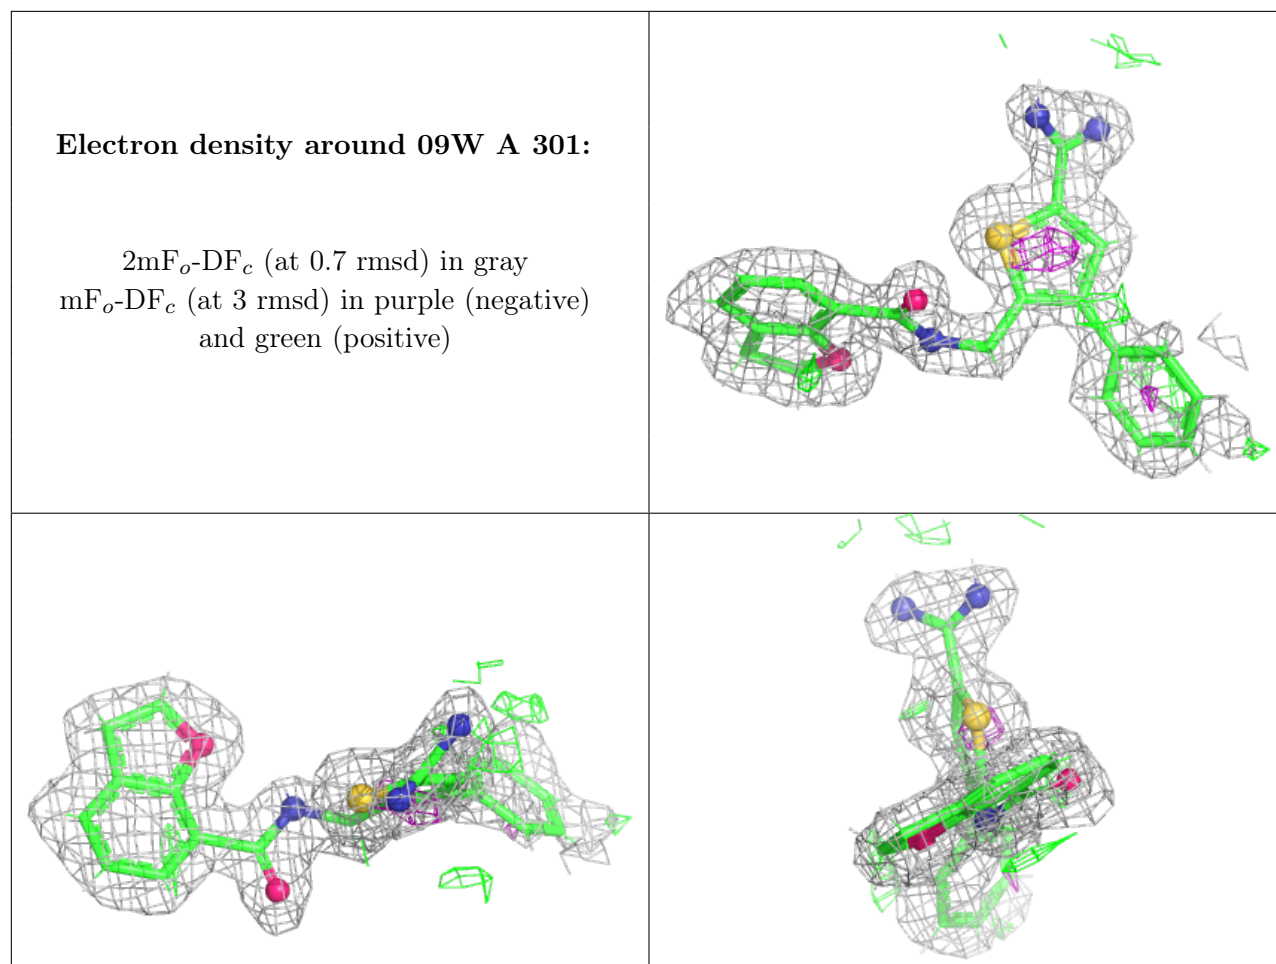 Electron density around 09W A 301:
2mFo-DFc (at 0.7 rmsd) in gray
mFo-DFc (at 3 rmsd) in purple (negative)
and green (positive)